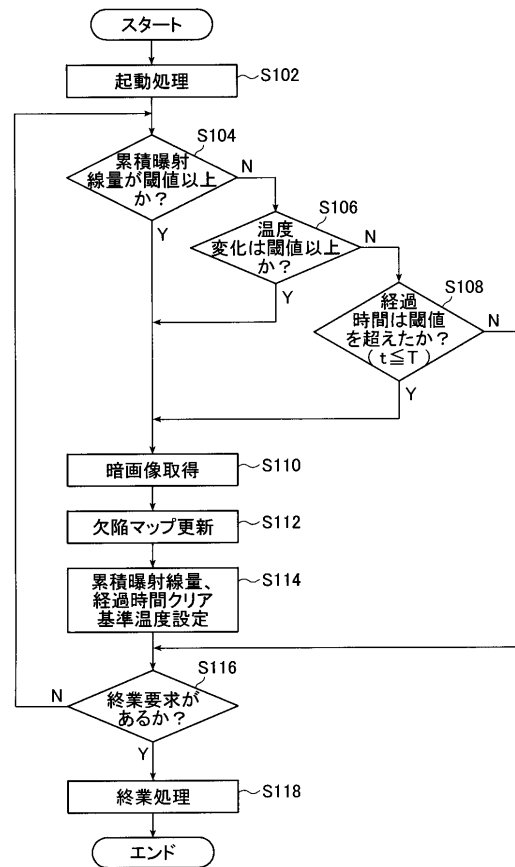 スタート
起動処理
S102
S104
累積曝射
線量が閾値以上
か?
N
Y
S106
温度
変化は閾値以上
か?
N
Y
S108
経過
時間は閾値
を超えたか?
(t≦T)
N
Y
暗画像取得
S110
欠陥マップ更新
S112
累積曝射線量、
経過時間クリア
基準温度設定
S114
S116
終業要求が
あるか?
N
Y
終業処理
S118
エンド